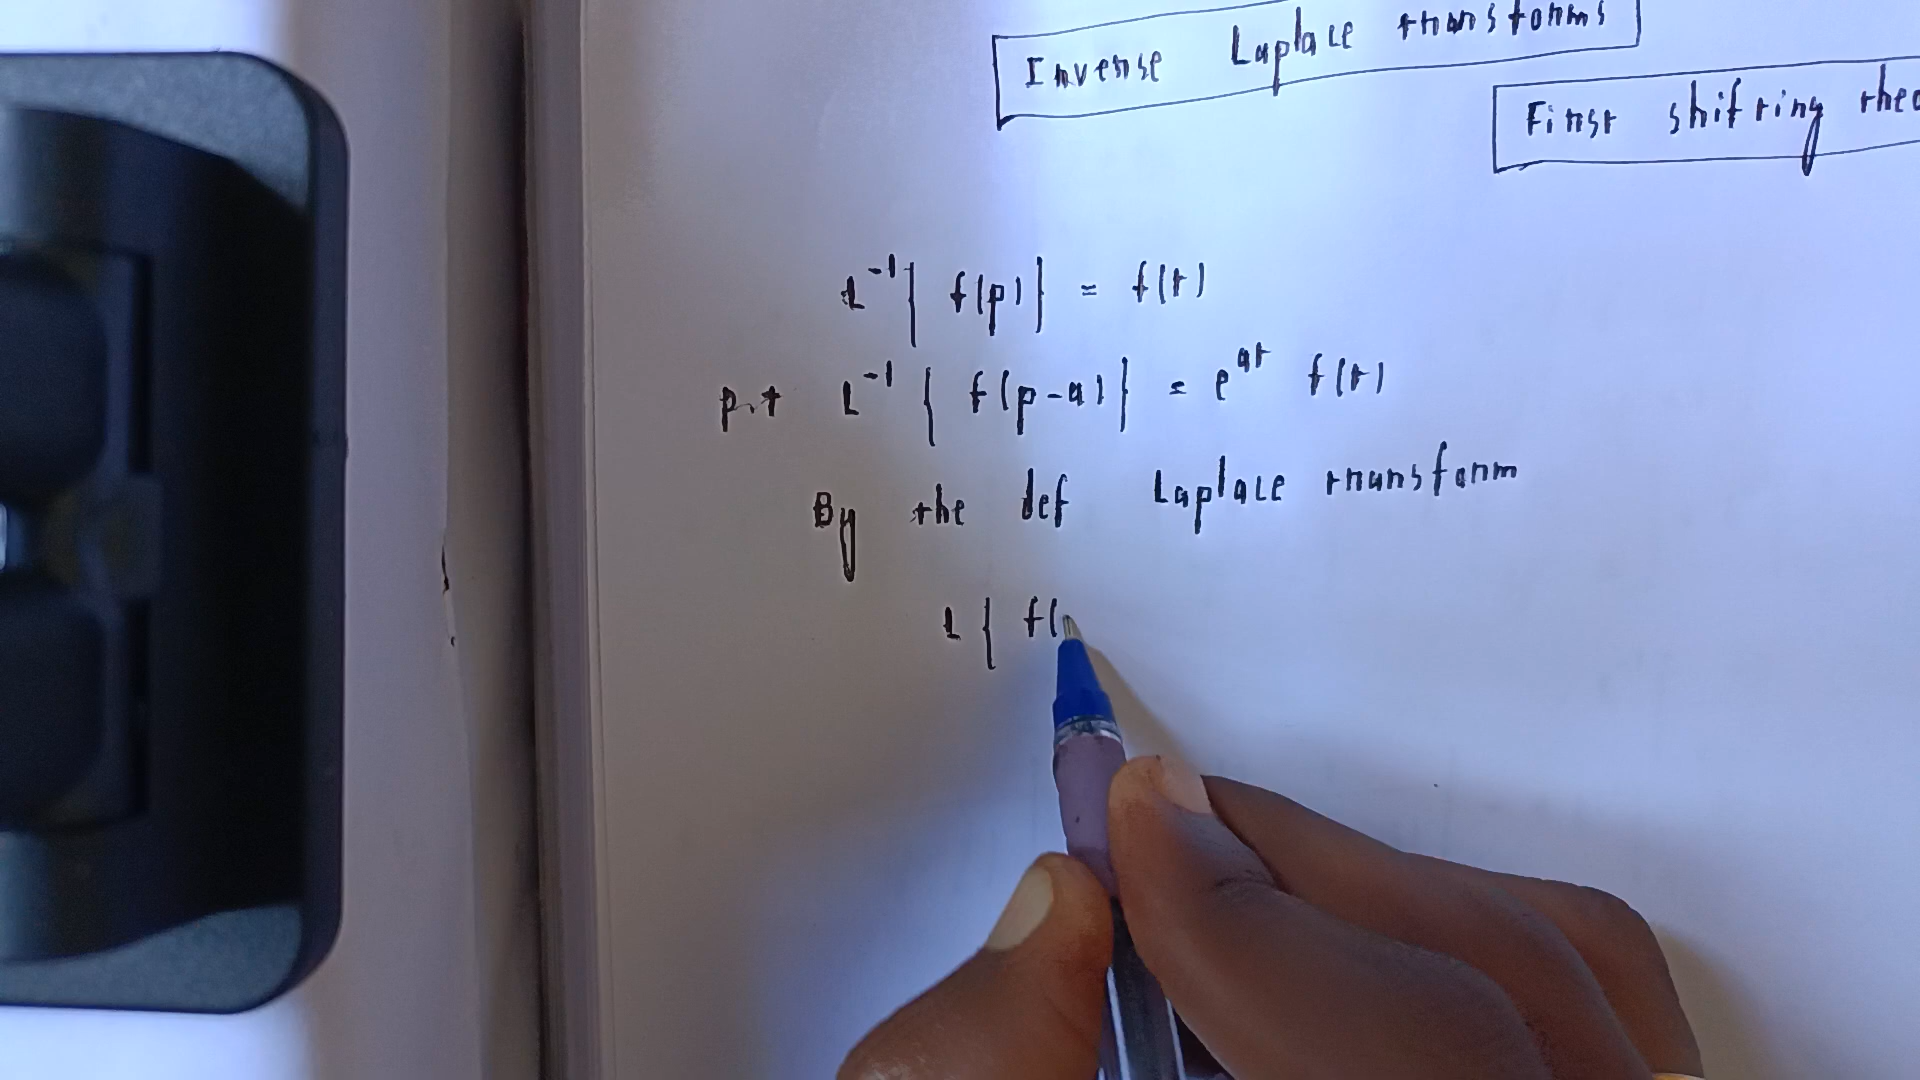 Inverse Laplace transforms
First shifting theo
L⁻¹{ f(p)} = f(t)
p.t L⁻¹{ f(p-a)} = e^at f(t)
By the def Laplace transform
L{ f(